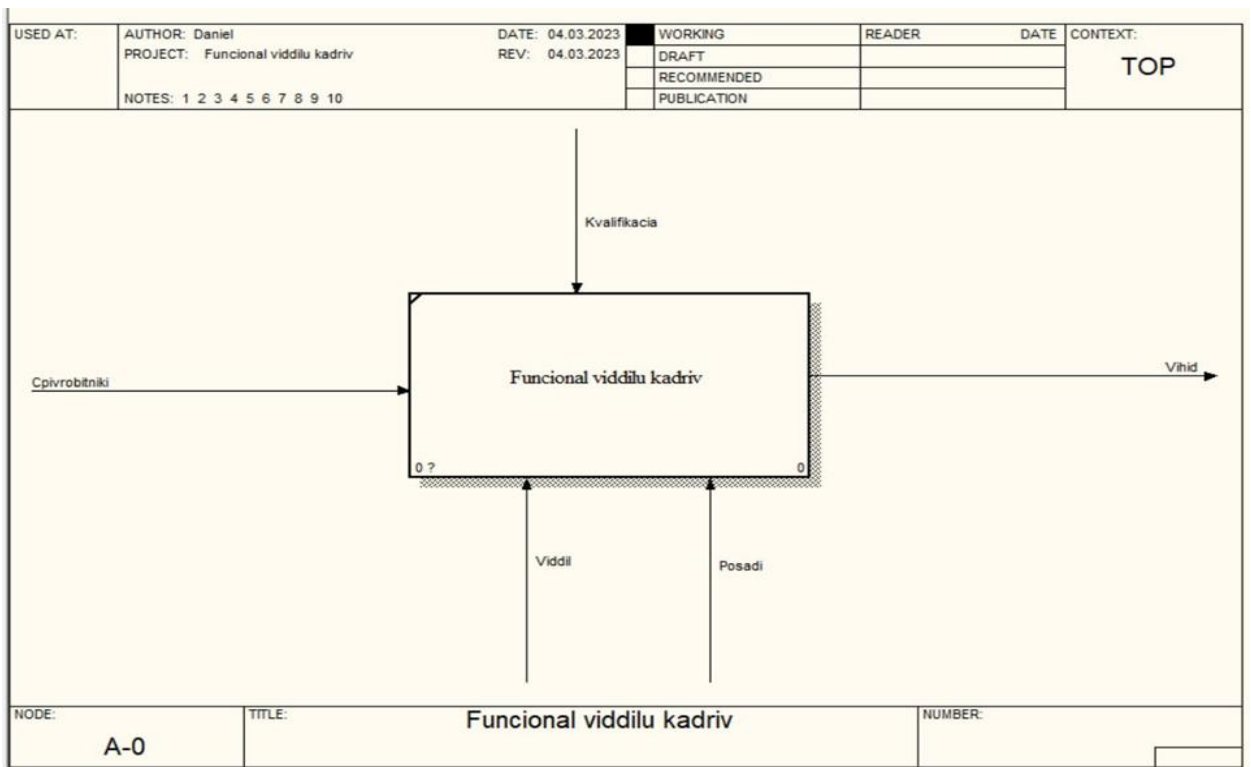 USED AT:
AUTHOR: Daniel
DATE: 04.03.2023
PROJECT: Funcional viddilu kadriv
REV: 04.03.2023
NOTES: 1 2 3 4 5 6 7 8 9 10
WORKING
DRAFT
RECOMMENDED
PUBLICATION
READER DATE
CONTEXT:
TOP
Kvalifikacia
Cpivrobitniki
Funcional viddilu kadriv
0 ?
0
Vihid
Viddil
Posadi
NODE:
A-0
TITLE:
Funcional viddilu kadriv
NUMBER: